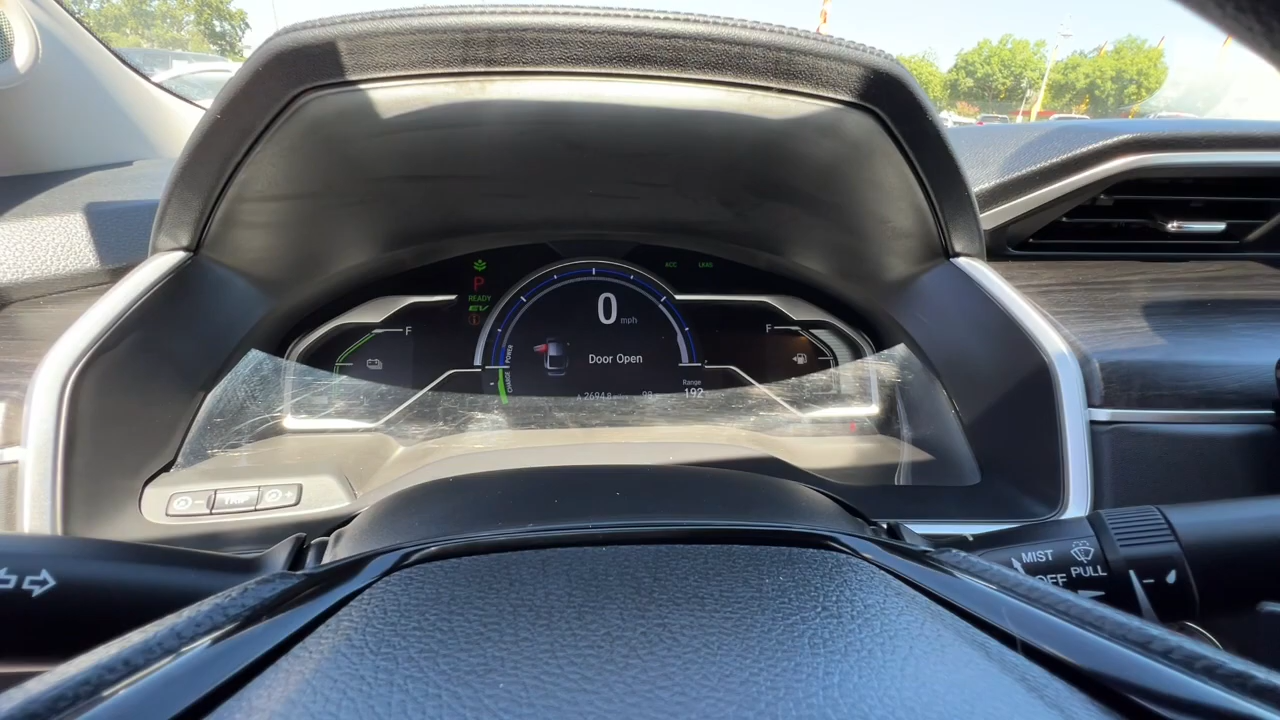 ACC LKAS
P
READY
EV
0 mph
F
F
POWER
CHARGE
Door Open
Range
192
TRIP
MIST
OFF
PULL